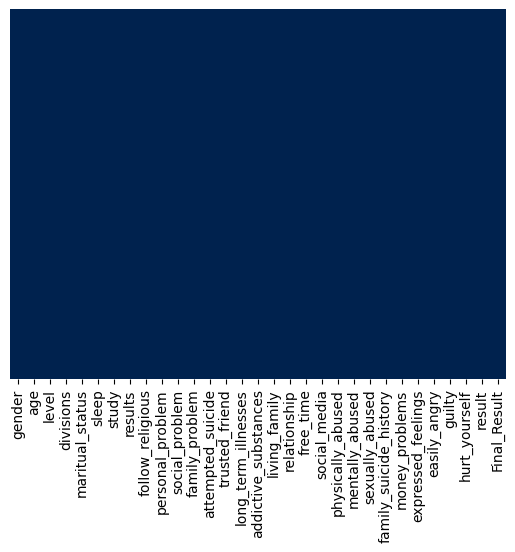 gender
age
level
divisions
maritual_status
sleep
study
results
follow_religious
personal_problem
social_problem
family_problem
attempted_suicide
trusted_friend
long_term_illnesses
addictive_substances
living_family
relationship
free_time
social_media
physically_abused
mentally_abused
sexually_abused
family_suicide_history
money_problems
expressed_feelings
easily_angry
guilty
hurt_yourself
result
Final_Result